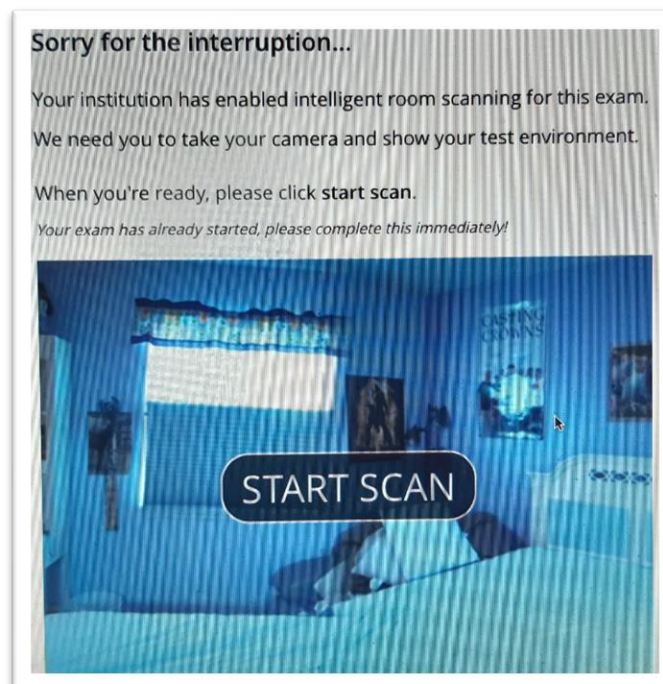 Sorry for the interruption...
Your institution has enabled intelligent room scanning for this exam.
We need you to take your camera and show your test environment.
When you're ready, please click start scan.
Your exam has already started, please complete this immediately!
CASTING
CROWNS
START SCAN